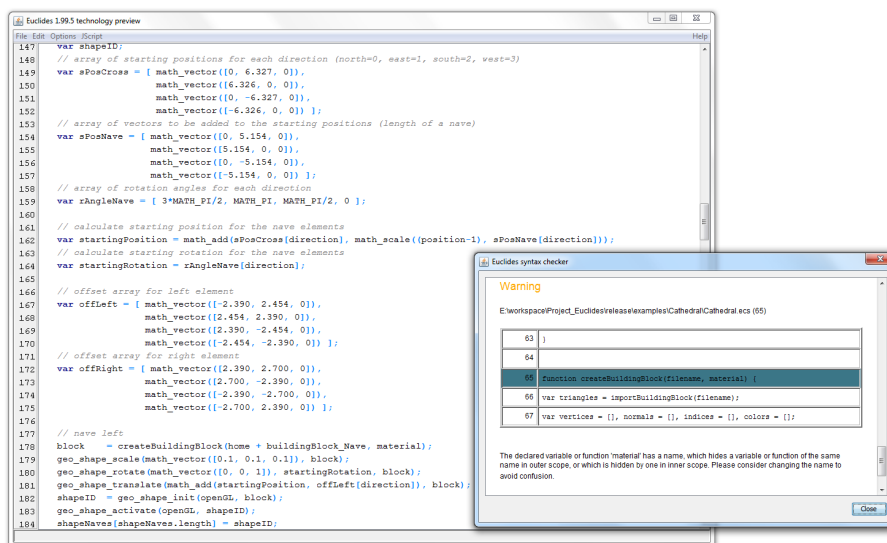 Euclides 1.99.5 technology preview
File Edit Options JScript Help
147 var shapeID;
148 // array of starting positions for each direction (north=0, east=1, south=2, west=3)
149 var sPosCross = [ math_vector([0, 6.327, 0]),
150 math_vector([6.326, 0, 0]),
151 math_vector([0, -6.327, 0]),
152 math_vector([-6.326, 0, 0]) ];
153 // array of vectors to be added to the starting positions (length of a nave)
154 var sPosNave = [ math_vector([0, 5.154, 0]),
155 math_vector([5.154, 0, 0]),
156 math_vector([0, -5.154, 0]),
157 math_vector([-5.154, 0, 0]) ];
158 // array of rotation angles for each direction
159 var rAngleNave = [ 3*MATH_PI/2, MATH_PI, MATH_PI/2, 0 ];
160
161 // calculate starting position for the nave elements
162 var startingPosition = math_add(sPosCross[direction], math_scale((position-1), sPosNave[direction]));
163 // calculate starting rotation for the nave elements
164 var startingRotation = rAngleNave[direction];
165
166 // offset array for left element
167 var offLeft = [ math_vector([-2.390, 2.454, 0]),
168 math_vector([2.454, 2.390, 0]),
169 math_vector([2.390, -2.454, 0]),
170 math_vector([-2.454, -2.390, 0]) ];
171 // offset array for right element
172 var offRight = [ math_vector([2.390, 2.700, 0]),
173 math_vector([2.700, -2.390, 0]),
174 math_vector([-2.390, -2.700, 0]),
175 math_vector([-2.700, 2.390, 0]) ];
176
177 // nave left
178 block = createBuildingBlock(home + buildingBlock_Nave, material);
179 geo_shape_scale(math_vector([0.1, 0.1, 0.1]), block);
180 geo_shape_rotate(math_vector([0, 0, 1]), startingRotation, block);
181 geo_shape_translate(math_add(startingPosition, offLeft[direction]), block);
182 shapeID = geo_shape_init(openGL, block);
183 geo_shape_activate(openGL, shapeID);
184 shapeNaves[shapeNaves.length] = shapeID;
Euclides syntax checker
Warning
E:\workspace\Project_Euclides\release\examples\Cathedral\Cathedral.ecs (65)
63 }
64
65 function createBuildingBlock(filename, material) {
66 var triangles = importBuildingBlock(filename);
67 var vertices = [], normals = [], indices = [], colors = [];
The declared variable or function 'material' has a name, which hides a variable or function of the same
name in outer scope, or which is hidden by one in inner scope. Please consider changing the name to
avoid confusion.
Close